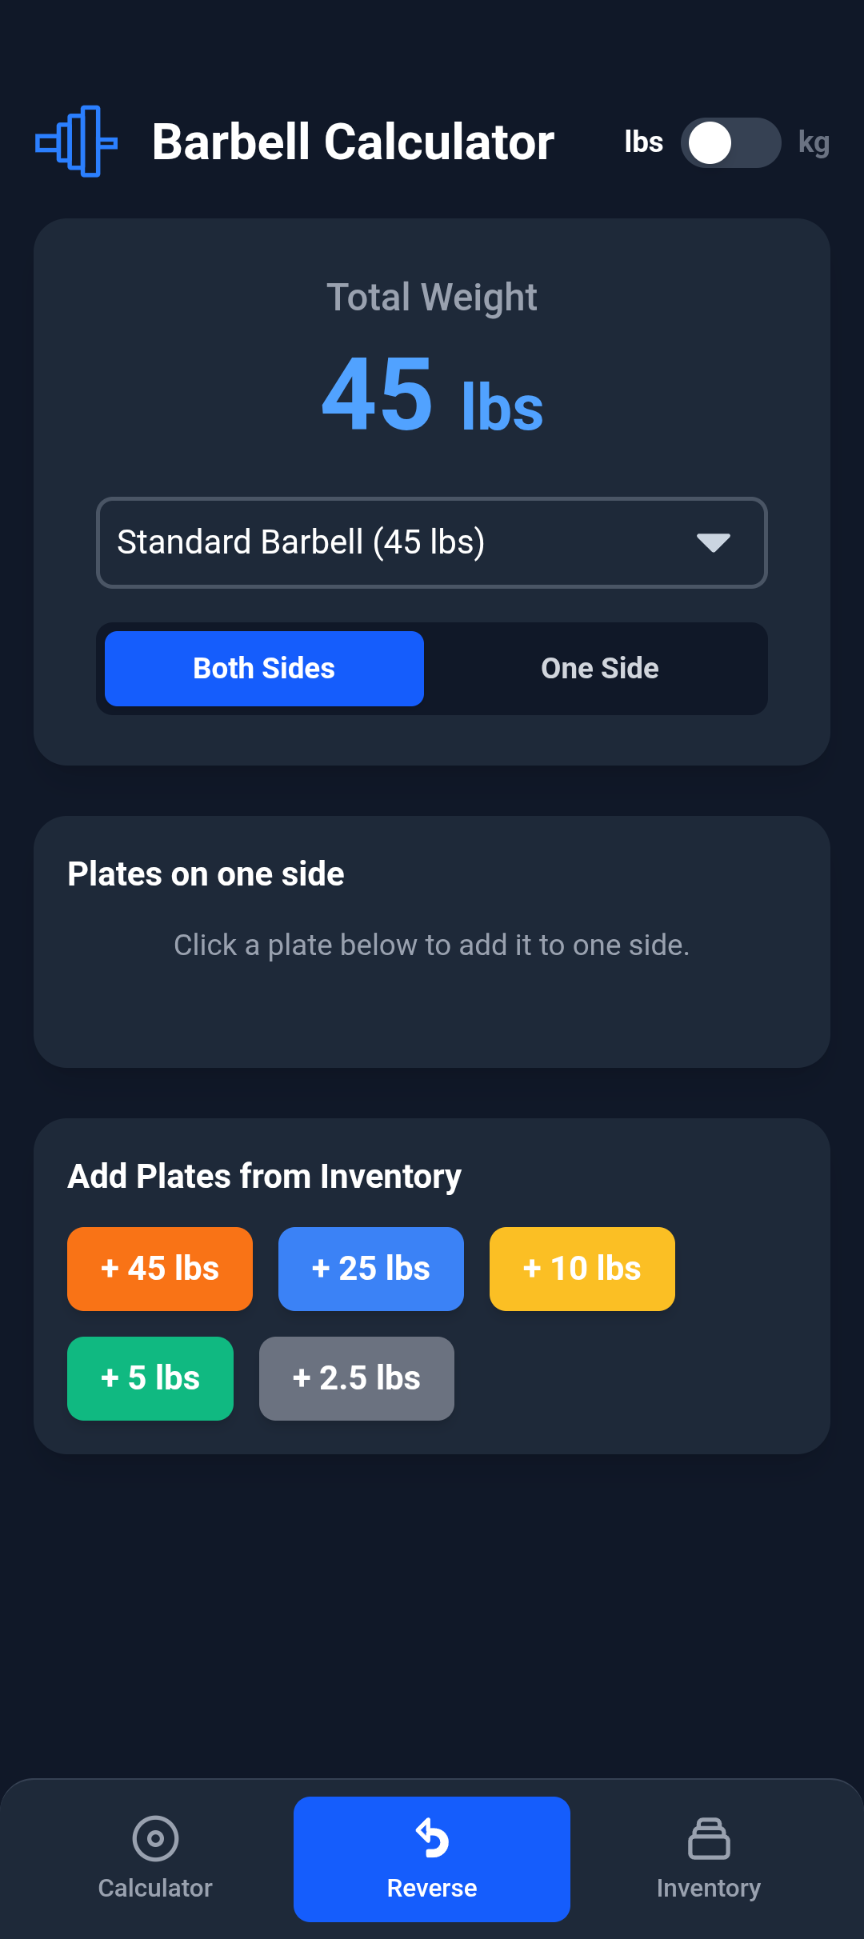 Barbell Calculator
lbs
kg
Total Weight
45 lbs
Standard Barbell (45 lbs)
Both Sides
One Side
Plates on one side
Click a plate below to add it to one side.
Add Plates from Inventory
+ 45 lbs
+ 25 lbs
+ 10 lbs
+ 5 lbs
+ 2.5 lbs
Calculator
Reverse
Inventory